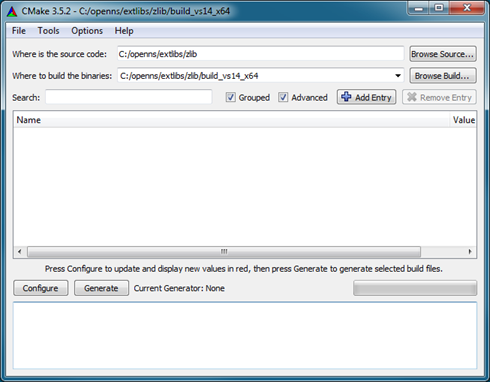 CMake 3.5.2 - C:/openns/extlibs/zlib/build_vs14_x64
File Tools Options Help
Where is the source code: C:/openns/extlibs/zlib Browse Source...
Where to build the binaries: C:/openns/extlibs/zlib/build_vs14_x64 Browse Build...
Search: Grouped Advanced Add Entry Remove Entry
Name Value
Press Configure to update and display new values in red, then press Generate to generate selected build files.
Configure Generate Current Generator: None